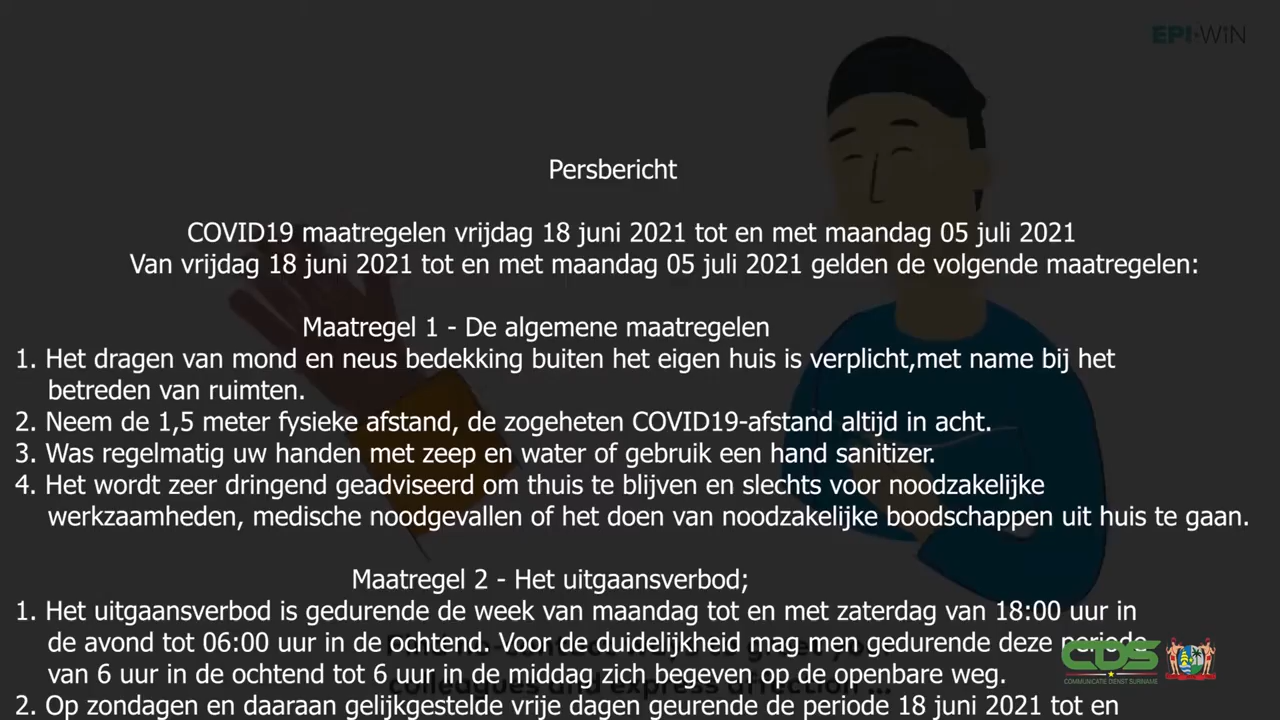 EPI-WIN
Persbericht
COVID19 maatregelen vrijdag 18 juni 2021 tot en met maandag 05 juli 2021
Van vrijdag 18 juni 2021 tot en met maandag 05 juli 2021 gelden de volgende maatregelen:
Maatregel 1 - De algemene maatregelen
1. Het dragen van mond en neus bedekking buiten het eigen huis is verplicht,met name bij het
betreden van ruimten.
2. Neem de 1,5 meter fysieke afstand, de zogeheten COVID19-afstand altijd in acht.
3. Was regelmatig uw handen met zeep en water of gebruik een hand sanitizer.
4. Het wordt zeer dringend geadviseerd om thuis te blijven en slechts voor noodzakelijke
werkzaamheden, medische noodgevallen of het doen van noodzakelijke boodschappen uit huis te gaan.
Maatregel 2 - Het uitgaansverbod;
1. Het uitgaansverbod is gedurende de week van maandag tot en met zaterdag van 18:00 uur in
de avond tot 06:00 uur in de ochtend. Voor de duidelijkheid mag men gedurende deze periode
van 6 uur in de ochtend tot 6 uur in de middag zich begeven op de openbare weg.
2. Op zondagen en daaraan gelijkgestelde vrije dagen geurende de periode 18 juni 2021 tot en
CDS
COMMUNICATIE DIENST SURINAME
and express affection ...